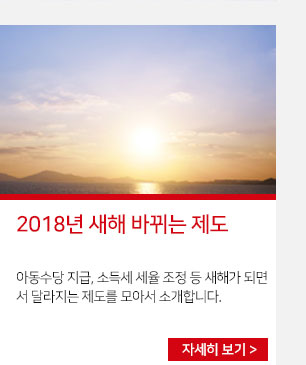 2018년 새해 바뀌는 제도
아동수당 지급, 소득세 세율 조정 등 새해가 되면
서 달라지는 제도를 모아서 소개합니다.
자세히 보기 >